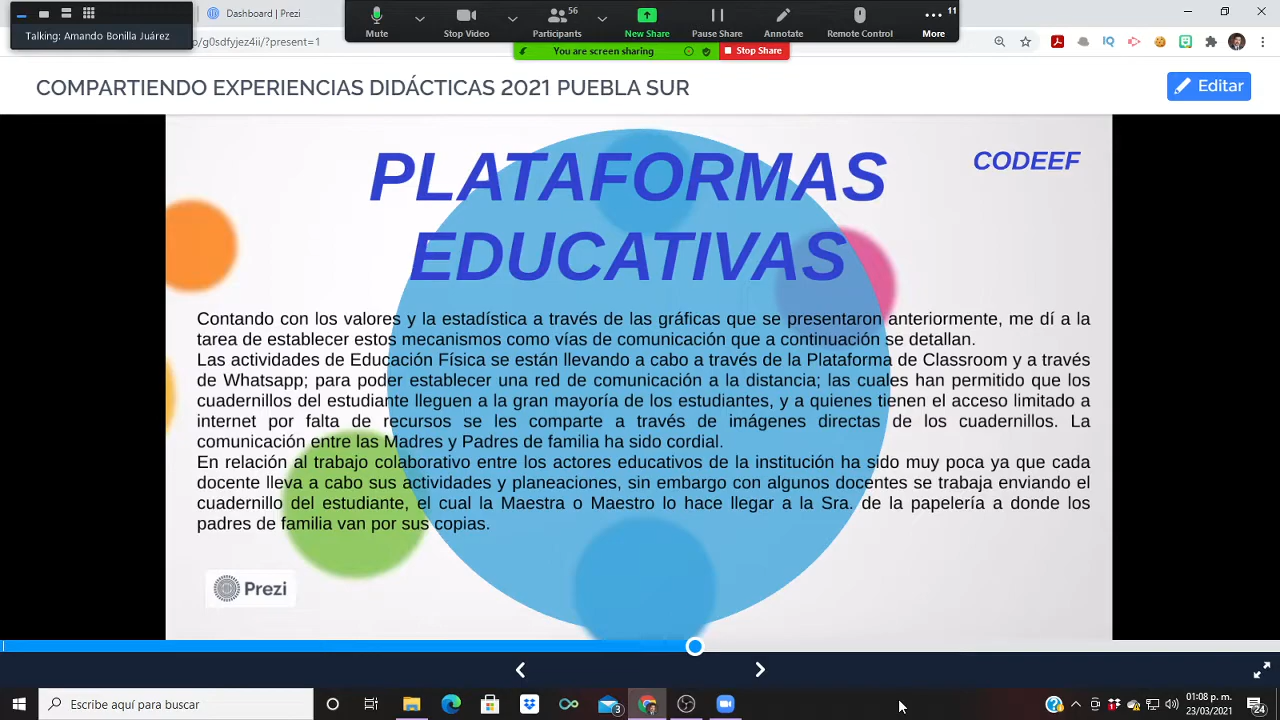 Talking: Amando Bonilla Juárez
Dashboard | Prezi
Mute
Stop Video
56
Participants
New Share
Pause Share
Annotate
Remote Control
11
More
You are screen sharing
Stop Share
/g0sdfyjez4ii/?present=1
COMPARTIENDO EXPERIENCIAS DIDÁCTICAS 2021 PUEBLA SUR
Editar
PLATAFORMAS
EDUCATIVAS
CODEEF
Contando con los valores y la estadística a través de las gráficas que se presentaron anteriormente, me dí a la
tarea de establecer estos mecanismos como vías de comunicación que a continuación se detallan.
Las actividades de Educación Física se están llevando a cabo a través de la Plataforma de Classroom y a través
de Whatsapp; para poder establecer una red de comunicación a la distancia; las cuales han permitido que los
cuadernillos del estudiante lleguen a la gran mayoría de los estudiantes, y a quienes tienen el acceso limitado a
internet por falta de recursos se les comparte a través de imágenes directas de los cuadernillos. La
comunicación entre las Madres y Padres de familia ha sido cordial.
En relación al trabajo colaborativo entre los actores educativos de la institución ha sido muy poca ya que cada
docente lleva a cabo sus actividades y planeaciones, sin embargo con algunos docentes se trabaja enviando el
cuadernillo del estudiante, el cual la Maestra o Maestro lo hace llegar a la Sra. de la papelería a donde los
padres de familia van por sus copias.
Prezi
Escribe aquí para buscar
3
01:08 p. m.
23/03/2021
24